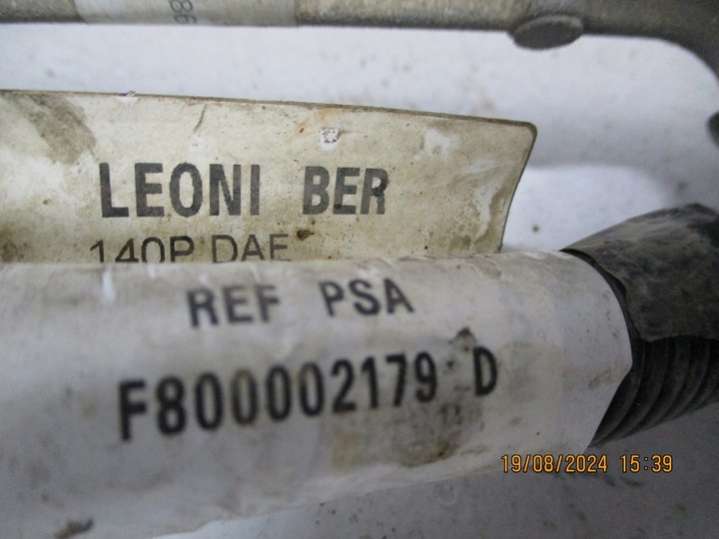 LEONI BER
140P DAE
REF PSA
F800002179 D
19/08/2024 15:39